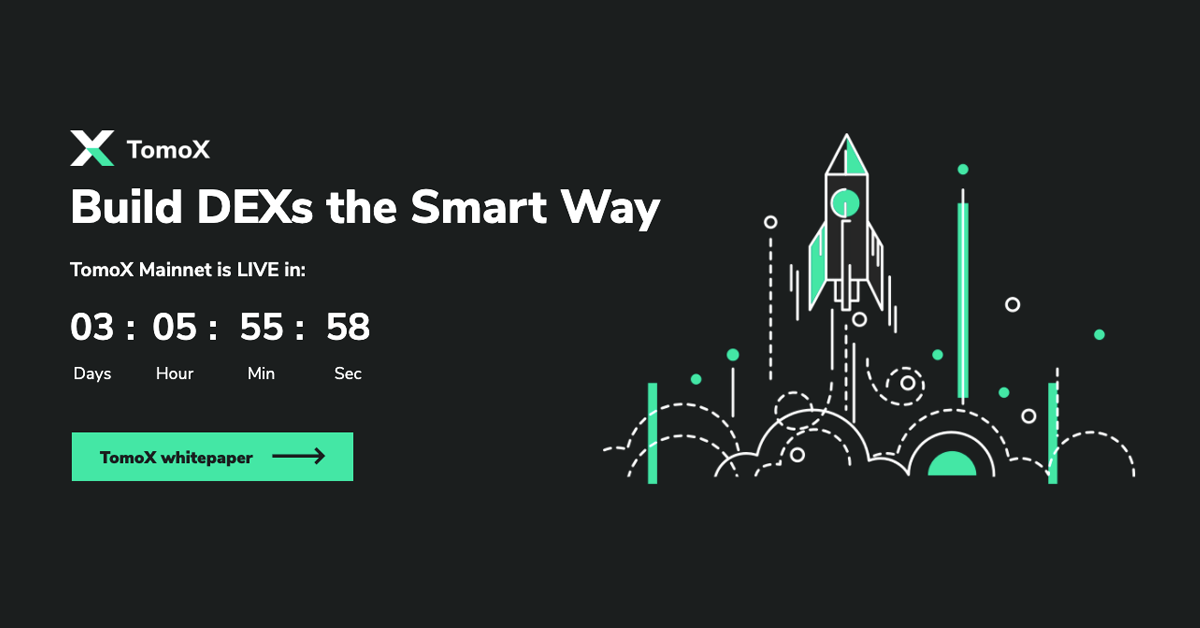 TomoX
Build DEXs the Smart Way
TomoX Mainnet is LIVE in:
03 : 05 : 55 : 58
Days Hour Min Sec
TomoX whitepaper